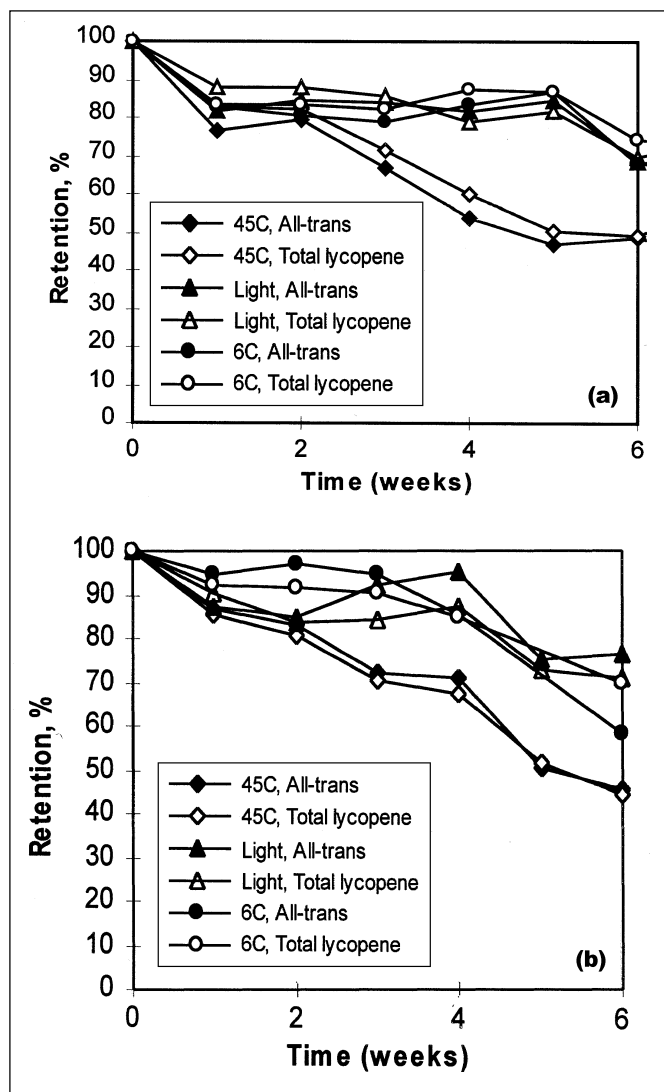 100
90
80
70
60
50
40
30
20
10
0
Retention, %
45C, All-trans
45C, Total lycopene
Light, All-trans
Light, Total lycopene
6C, All-trans
6C, Total lycopene
(a)
0 2 4 6
Time (weeks)
100
90
80
70
60
50
40
30
20
10
0
Retention, %
45C, All-trans
45C, Total lycopene
Light, All-trans
Light, Total lycopene
6C, All-trans
6C, Total lycopene
(b)
0 2 4 6
Time (weeks)